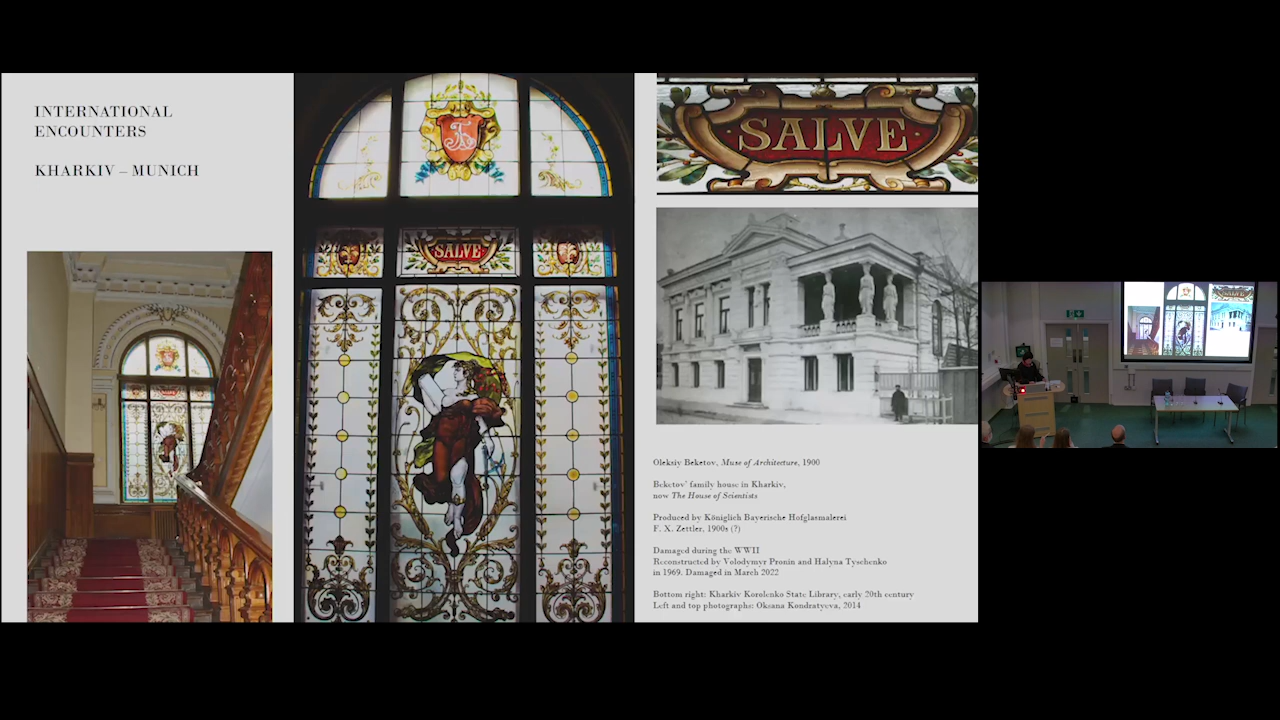 INTERNATIONAL
ENCOUNTERS
KHARKIV – MUNICH
SALVE
SALVE
Oleksiy Beketov, Muse of Architecture, 1900
Beketov' family house in Kharkiv,
now The House of Scientists
Produced by Königlich Bayerische Hofglasmalerei
F. X. Zettler, 1900s (?)
Damaged during the WWII
Reconstructed by Volodymyr Pronin and Halyna Tyschenko
in 1969. Damaged in March 2022
Bottom right: Kharkiv Korolenko State Library, early 20th century
Left and top photographs: Oksana Kondratyeva, 2014
SALVE